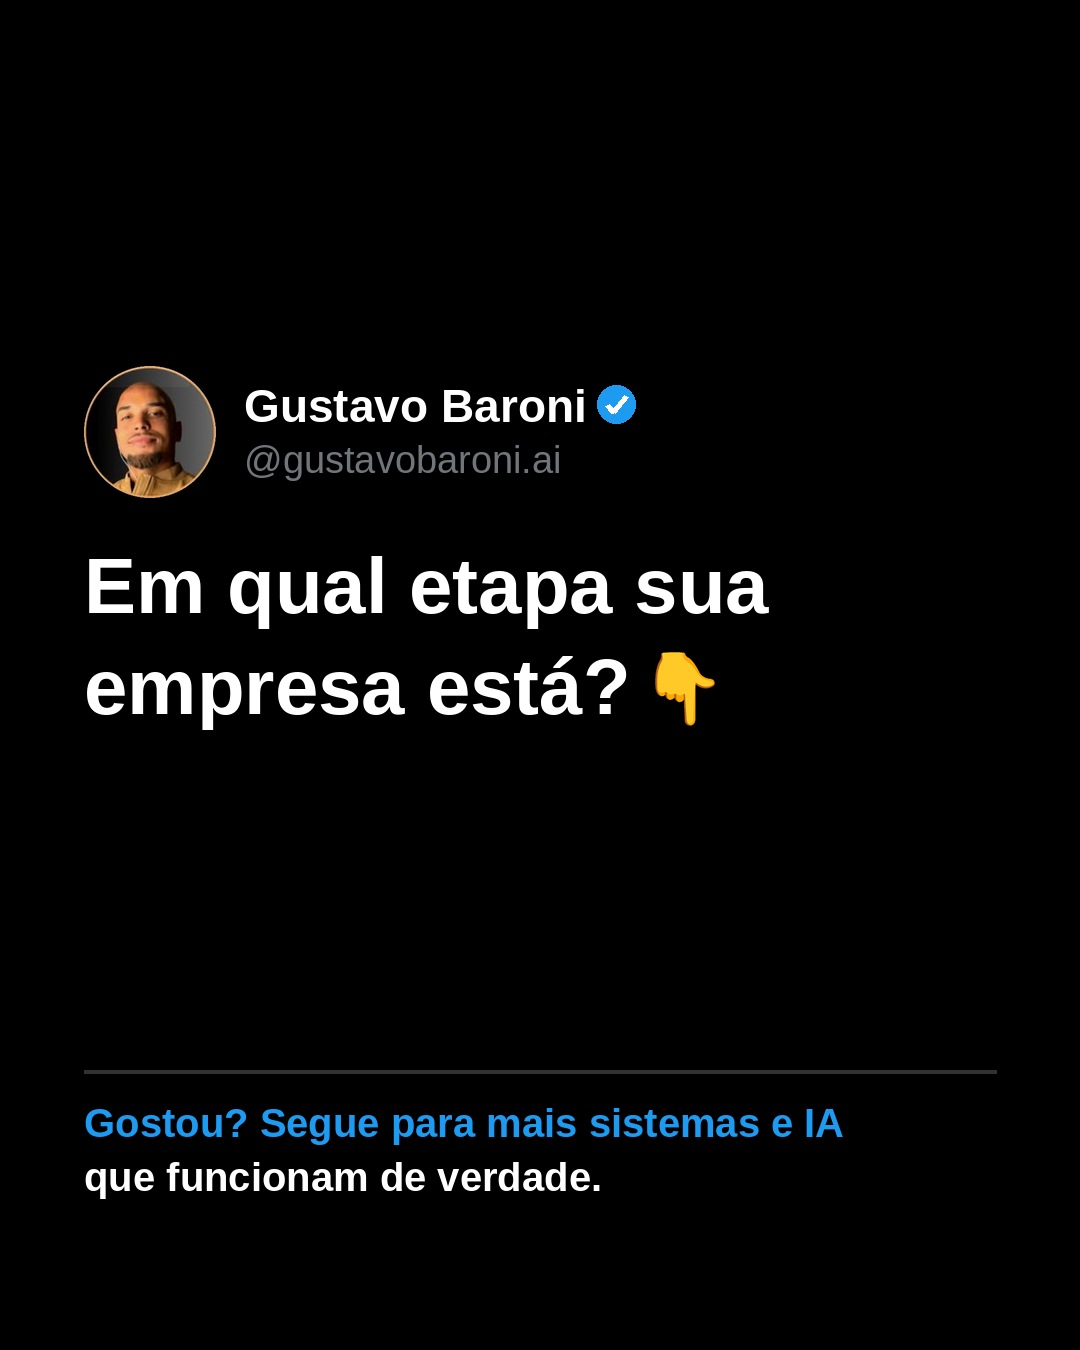 Gustavo Baroni
@gustavobaroni.ai
Em qual etapa sua
empresa está? 👇
Gostou? Segue para mais sistemas e IA
que funcionam de verdade.